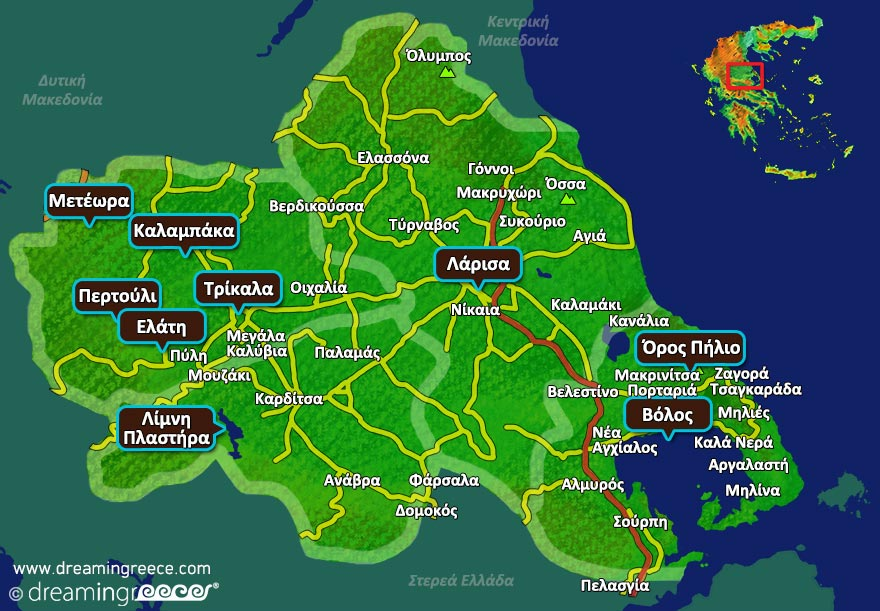 Κεντρική
Μακεδονία
Όλυμπος
Δυτική
Μακεδονία
Ελασσόνα
Γόννοι
Μακρυχώρι
Όσσα
Μετέωρα
Βερδικούσσα
Τύρναβος
Συκούριο
Καλαμπάκα
Αγιά
Λάρισα
Περτούλι
Τρίκαλα
Οιχαλία
Νίκαια
Καλαμάκι
Κανάλια
Ελάτη
Μεγάλα
Καλύβια
Πύλη
Παλαμάς
Όρος Πήλιο
Μουζάκι
Μακρινίτσα
Ζαγορά
Πορταριά
Τσαγκαράδα
Βελεστίνο
Καρδίτσα
Λίμνη
Πλαστήρα
Βόλος
Μηλιές
Νέα
Αγχίαλος
Καλά Νερά
Αργαλαστή
Ανάβρα
Φάρσαλα
Αλμυρός
Μηλίνα
Δομοκός
Σούρπη
Στερεά Ελλάδα
Πελασγία
www.dreamingreece.com
© dreamingreece®